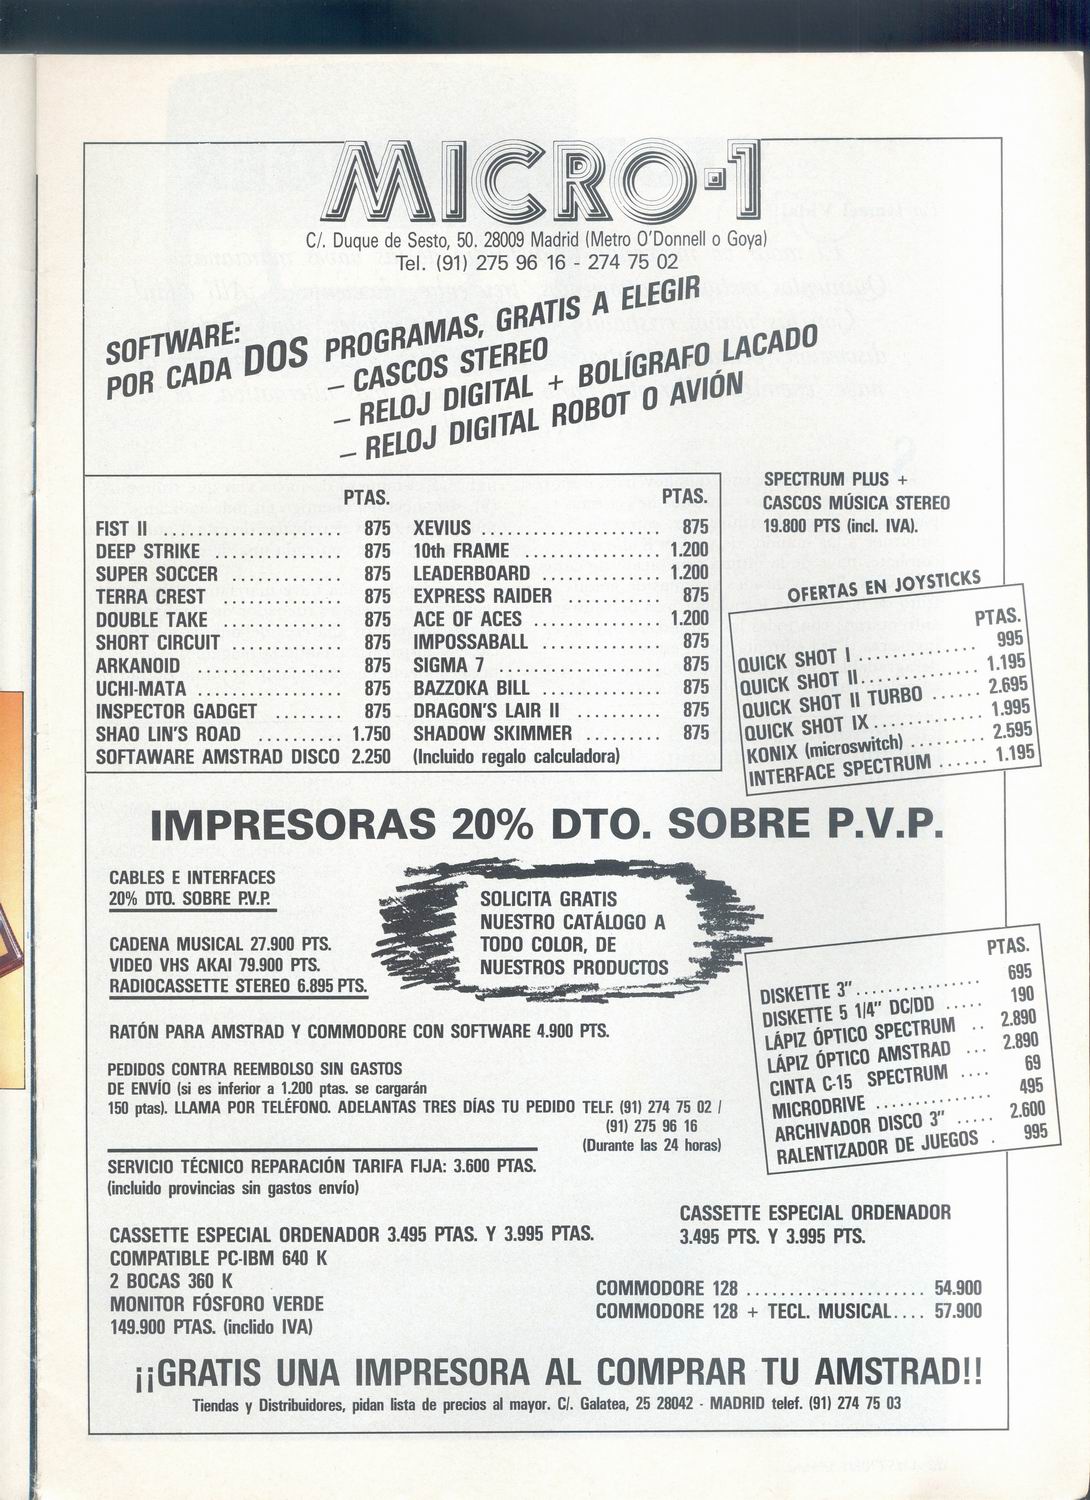 MICRO-1
C/. Duque de Sesto, 50. 28009 Madrid (Metro O'Donnell o Goya)
Tel. (91) 275 96 16 - 274 75 02
SOFTWARE:
POR CADA DOS PROGRAMAS, GRATIS A ELEGIR
– CASCOS STEREO
– RELOJ DIGITAL + BOLÍGRAFO LACADO
– RELOJ DIGITAL ROBOT O AVIÓN
PTAS.
FIST II ..................... 875
DEEP STRIKE ............. 875
SUPER SOCCER ............ 875
TERRA CREST ............. 875
DOUBLE TAKE ............. 875
SHORT CIRCUIT ............ 875
ARKANOID ................. 875
UCHI-MATA ................ 875
INSPECTOR GADGET ........ 875
SHAO LIN'S ROAD ......... 1.750
SOFTAWARE AMSTRAD DISCO 2.250
PTAS.
XEVIUS ..................... 875
10th FRAME ................ 1.200
LEADERBOARD .............. 1.200
EXPRESS RAIDER ............ 875
ACE OF ACES ............... 1.200
IMPOSSABALL ............... 875
SIGMA 7 ................... 875
BAZZOKA BILL .............. 875
DRAGON'S LAIR II .......... 875
SHADOW SKIMMER ......... 875
(Incluido regalo calculadora)
SPECTRUM PLUS +
CASCOS MÚSICA STEREO
19.800 PTS (incl. IVA).
OFERTAS EN JOYSTICKS
PTAS.
QUICK SHOT I .............. 995
QUICK SHOT II.............. 1.195
QUICK SHOT II TURBO ...... 2.695
QUICK SHOT IX............. 1.995
KONIX (microswitch) ......... 2.595
INTERFACE SPECTRUM ...... 1.195
IMPRESORAS 20% DTO. SOBRE P.V.P.
CABLES E INTERFACES
20% DTO. SOBRE P.V.P.
SOLICITA GRATIS
NUESTRO CATÁLOGO A
TODO COLOR, DE
NUESTROS PRODUCTOS
CADENA MUSICAL 27.900 PTS.
VIDEO VHS AKAI 79.900 PTS.
RADIOCASSETTE STEREO 6.895 PTS.
RATÓN PARA AMSTRAD Y COMMODORE CON SOFTWARE 4.900 PTS.
PTAS.
DISKETTE 3"................ 695
DISKETTE 5 1/4" DC/DD ..... 190
LÁPIZ ÓPTICO SPECTRUM .. 2.890
LÁPIZ ÓPTICO AMSTRAD ... 2.890
CINTA C-15 SPECTRUM .... 69
MICRODRIVE ............... 495
ARCHIVADOR DISCO 3" ..... 2.600
RALENTIZADOR DE JUEGOS . 995
PEDIDOS CONTRA REEMBOLSO SIN GASTOS
DE ENVÍO (si es inferior a 1.200 ptas. se cargarán
150 ptas). LLAMA POR TELÉFONO. ADELANTAS TRES DÍAS TU PEDIDO TELF. (91) 274 75 02 /
(91) 275 96 16
(Durante las 24 horas)
SERVICIO TÉCNICO REPARACIÓN TARIFA FIJA: 3.600 PTAS.
(incluido provincias sin gastos envío)
CASSETTE ESPECIAL ORDENADOR 3.495 PTAS. Y 3.995 PTAS.
COMPATIBLE PC-IBM 640 K
2 BOCAS 360 K
MONITOR FÓSFORO VERDE
149.900 PTAS. (inclido IVA)
CASSETTE ESPECIAL ORDENADOR
3.495 PTS. Y 3.995 PTS.
COMMODORE 128 ..................... 54.900
COMMODORE 128 + TECL. MUSICAL.... 57.900
¡¡GRATIS UNA IMPRESORA AL COMPRAR TU AMSTRAD!!
Tiendas y Distribuidores, pidan lista de precios al mayor. C/. Galatea, 25 28042 - MADRID telef. (91) 274 75 03